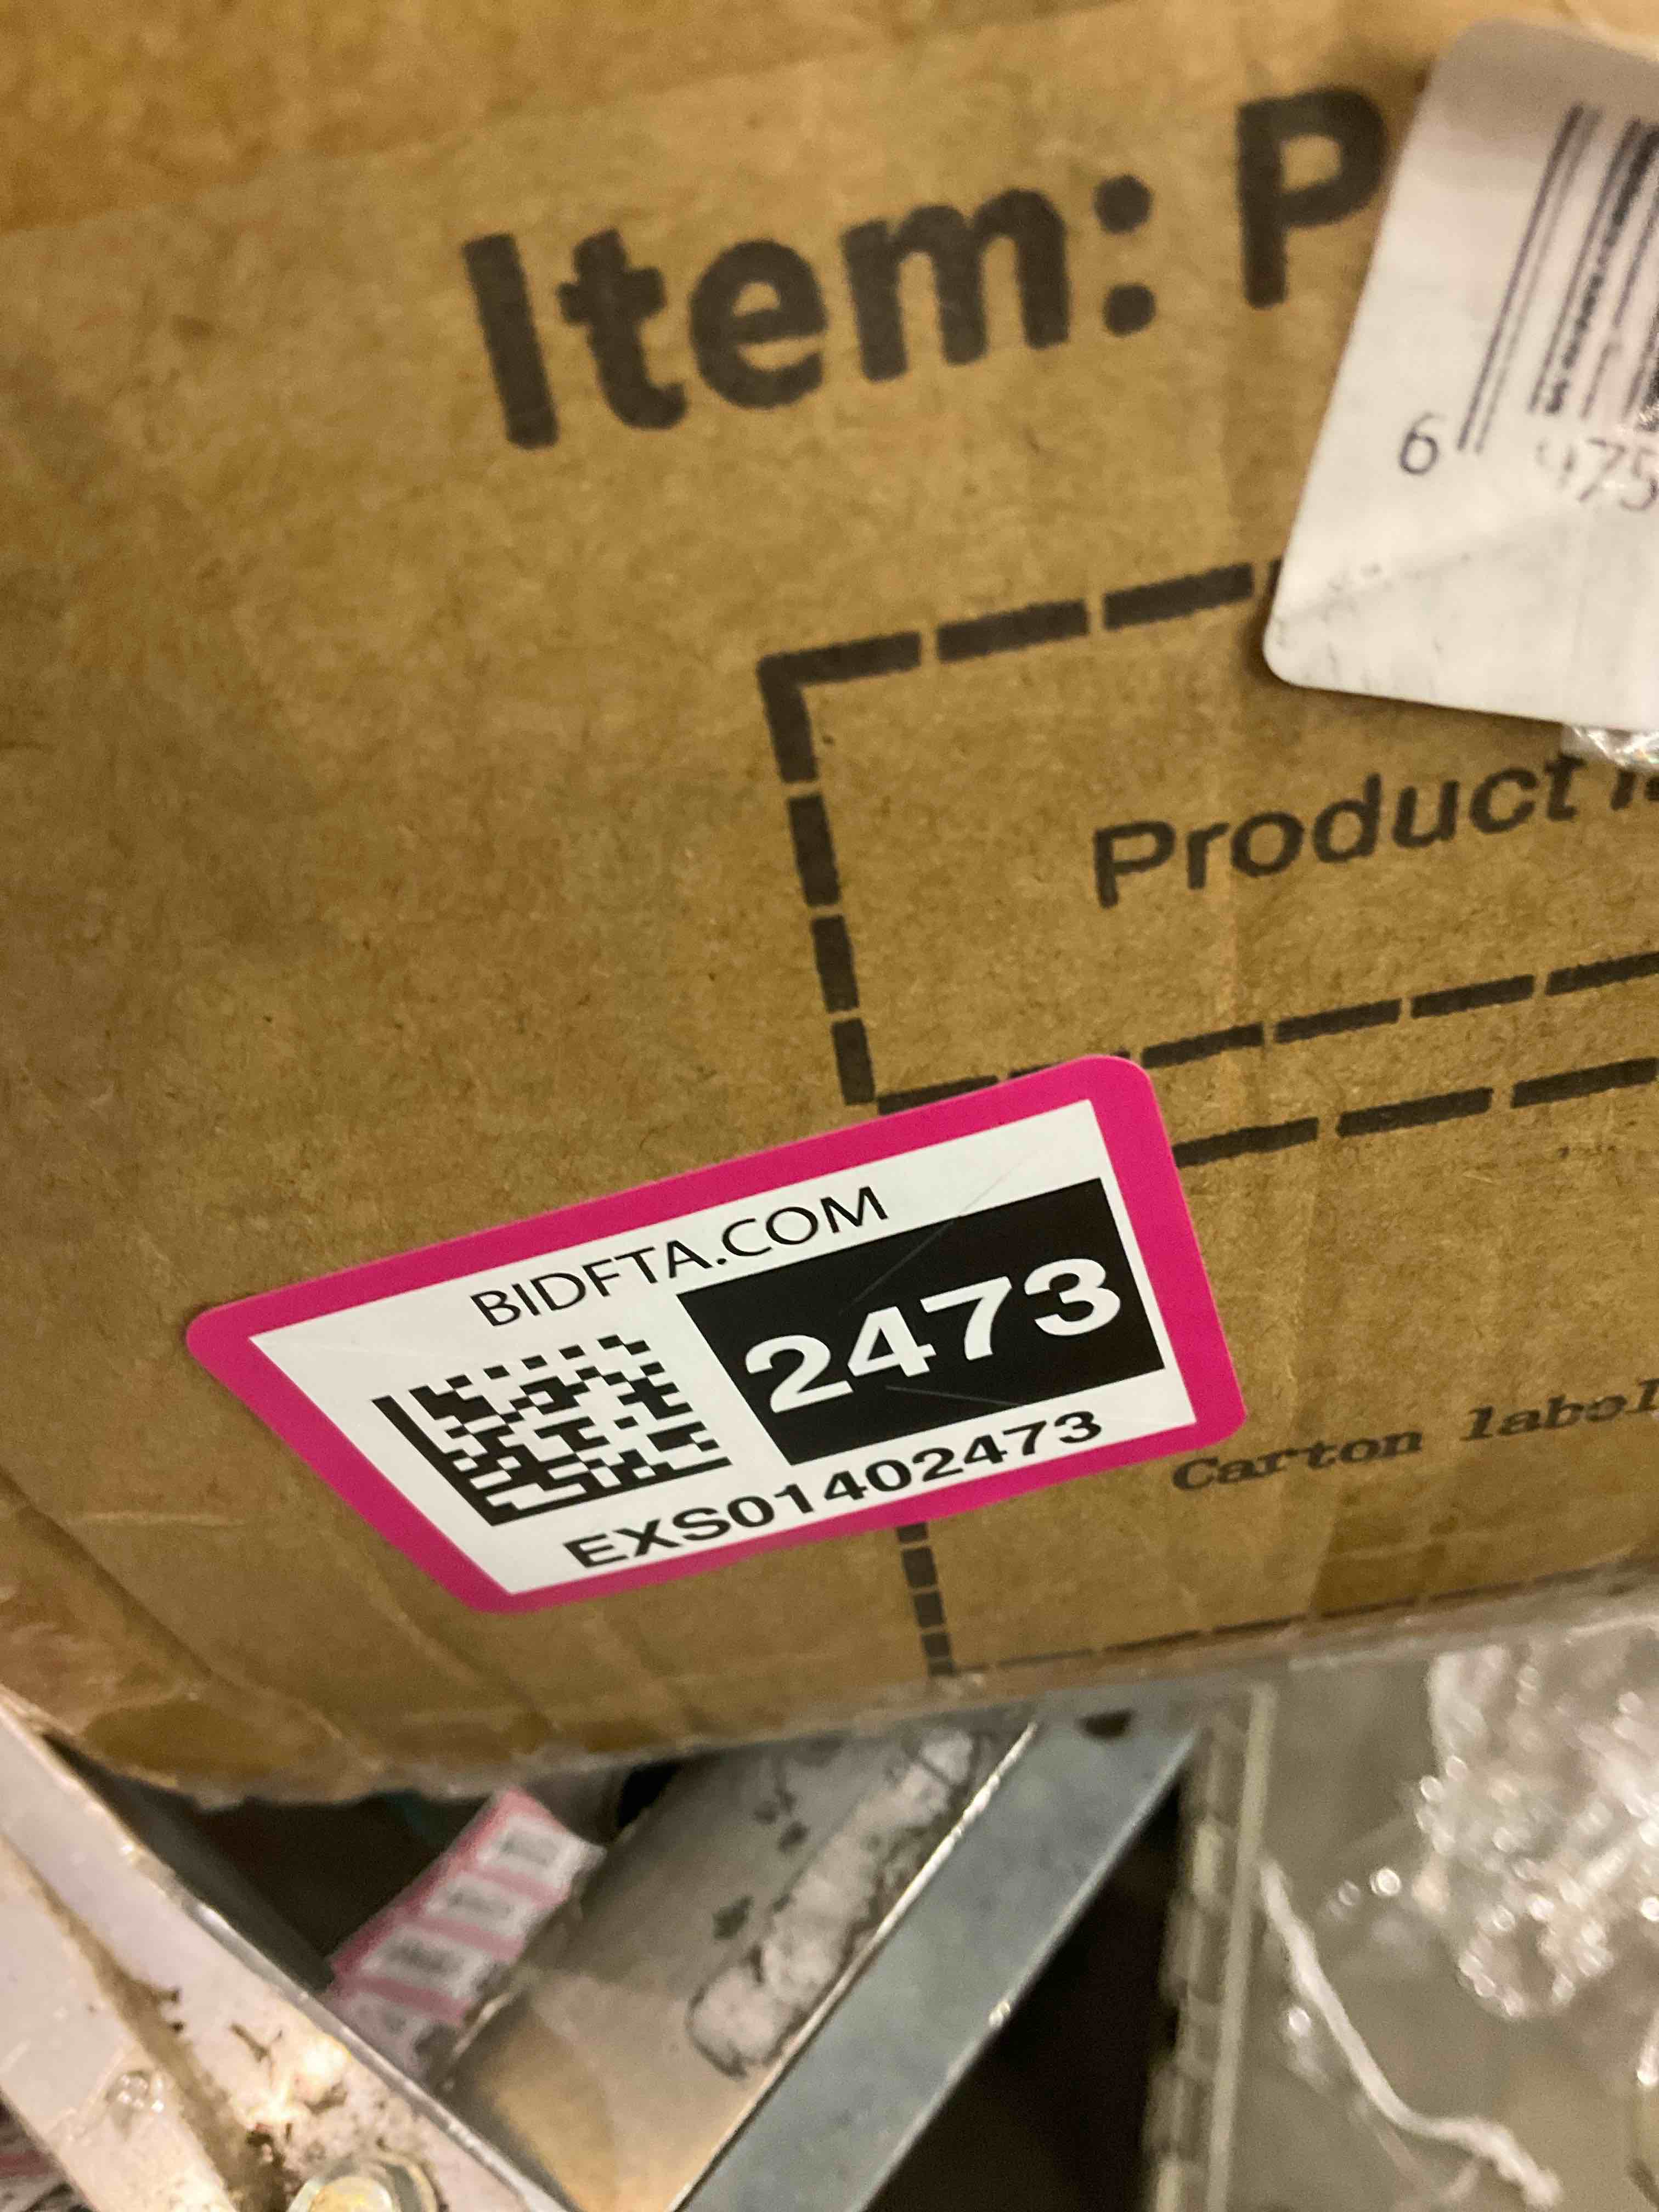 Item: P
6
Product
BIDFTA.COM
2473
EXS01402473
Carton label